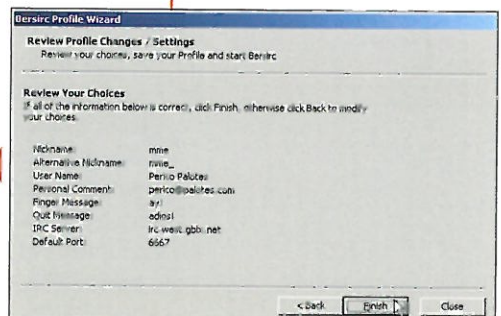 Bersirc Profile Wizard
Review Profile Changes / Settings
Review your choices, save your Profile and start Bersirc
Review Your Choices
If all of the information below is correct, click Finish, otherwise click Back to modify
your choices.
Nickname: mme
Alternative Nickname: mme_
User Name: Perico Palotes
Personal Comment: perico@palotes.com
Finger Message: ay!
Quit Message: adios!
IRC Server:
Default Port: 6667
< Back Finish Close